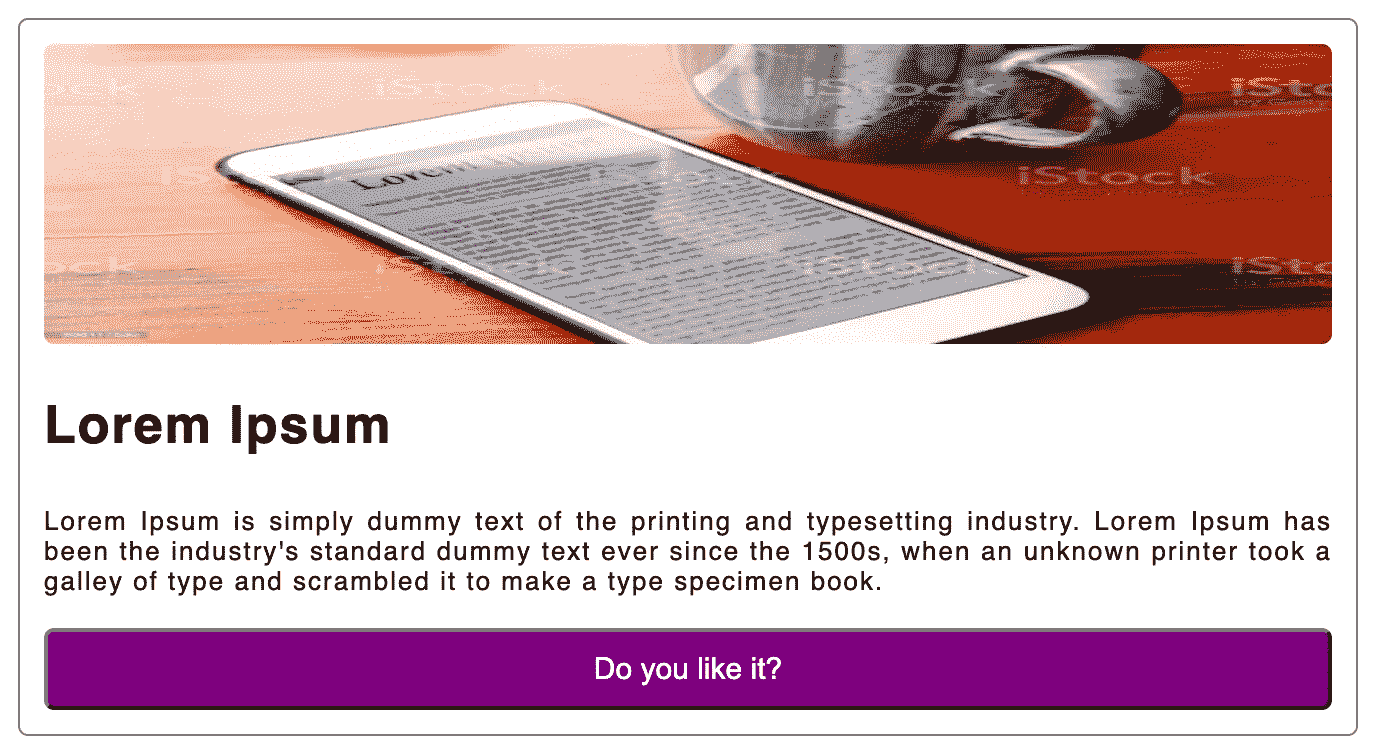 iStock iStock iSto
Lorem
iStock iStock iStock
iStock iStock iSto
Lorem Ipsum
Lorem Ipsum is simply dummy text of the printing and typesetting industry. Lorem Ipsum has
been the industry's standard dummy text ever since the 1500s, when an unknown printer took a
galley of type and scrambled it to make a type specimen book.
Do you like it?